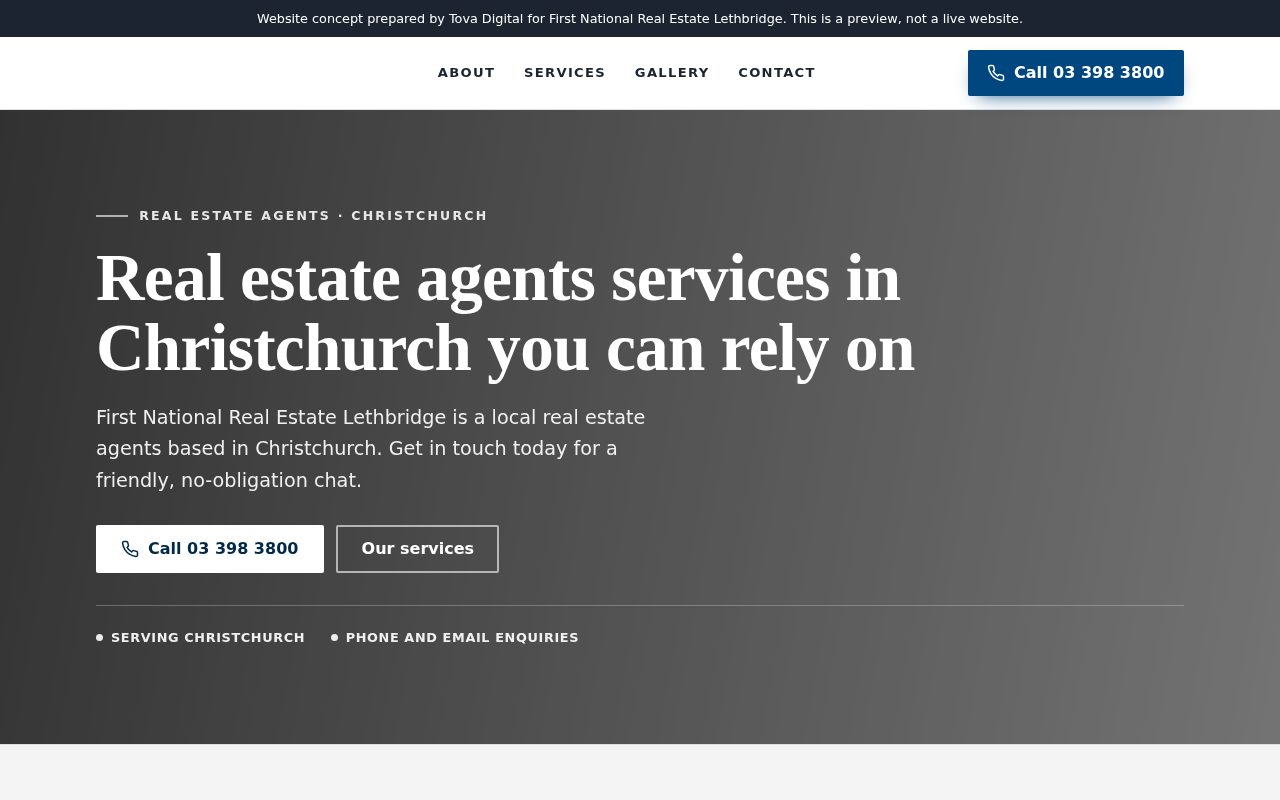 Website concept prepared by Tova Digital for First National Real Estate Lethbridge. This is a preview, not a live website.
ABOUT SERVICES GALLERY CONTACT
Call 03 398 3800
REAL ESTATE AGENTS · CHRISTCHURCH
Real estate agents services in
Christchurch you can rely on
First National Real Estate Lethbridge is a local real estate
agents based in Christchurch. Get in touch today for a
friendly, no-obligation chat.
Call 03 398 3800
Our services
SERVING CHRISTCHURCH
PHONE AND EMAIL ENQUIRIES